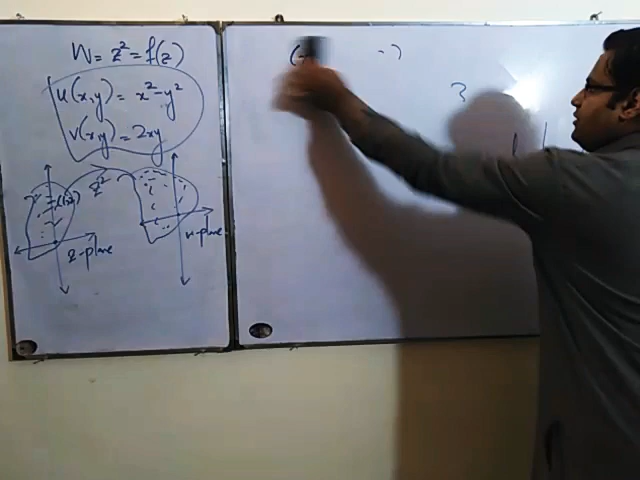 W = z² = f(z)
u(x,y) = x² - y²
v(x,y) = 2xy
z²
z-plane
w-plane